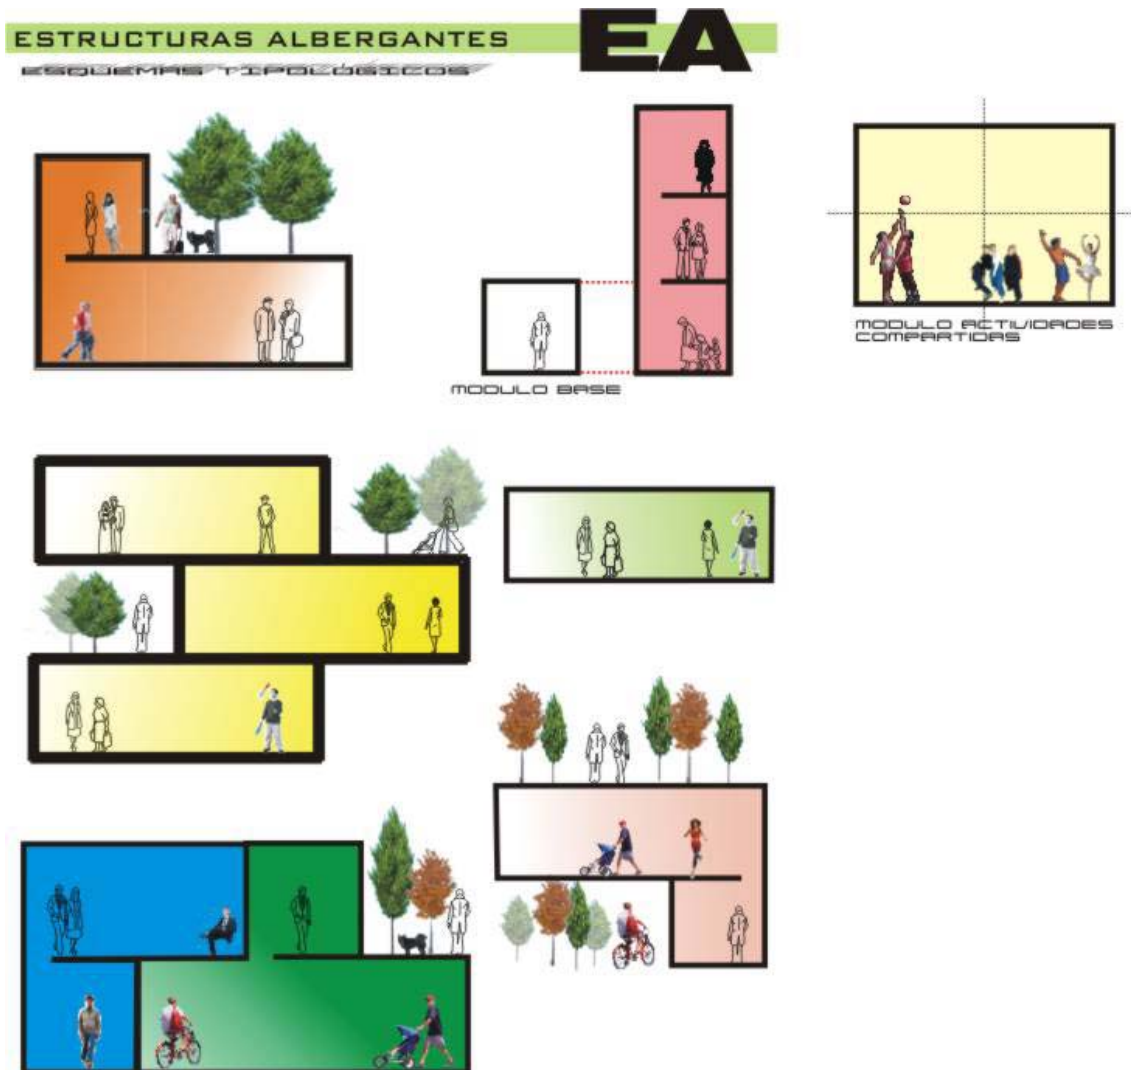 ESTRUCTURAS ALBERGANTES EA
ESQUEMAS TIPOLÓGICOS
MODULO BASE
MODULO ACTIVIDADES
COMPARTIDAS